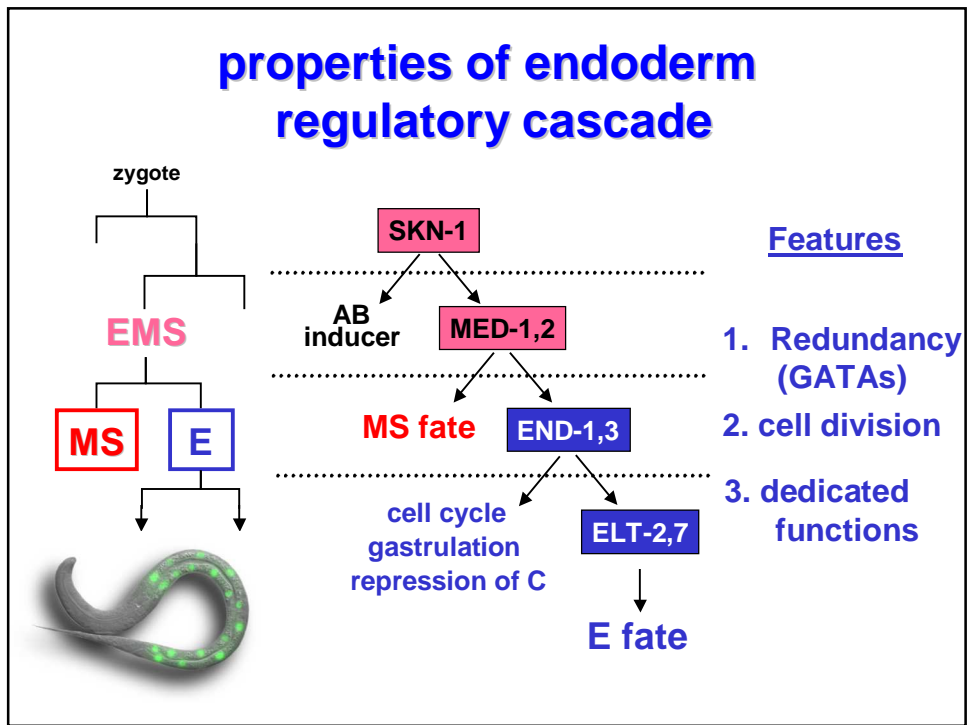 properties of endoderm
regulatory cascade
zygote
EMS
MS
E
SKN-1
AB
inducer
MED-1,2
MS fate
END-1,3
cell cycle
gastrulation
repression of C
ELT-2,7
E fate
Features
1. Redundancy
(GATAs)
2. cell division
3. dedicated
functions